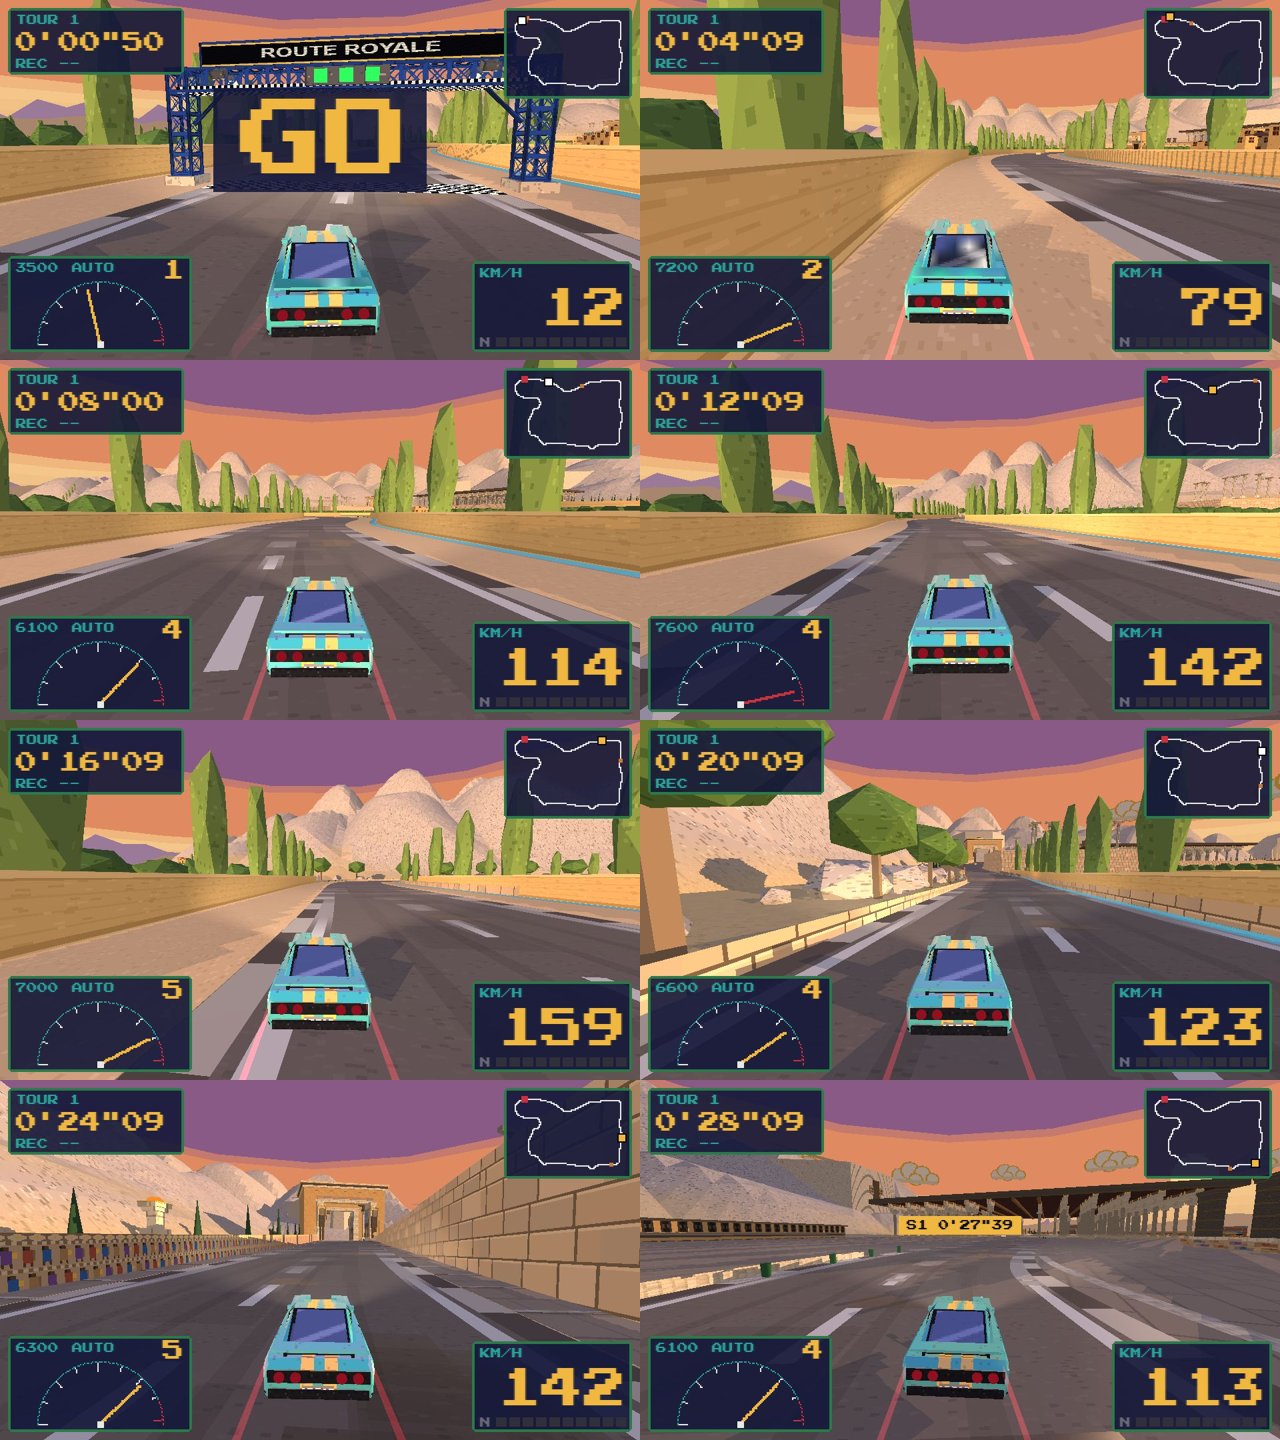 TOUR 1
0'00"50
REC --
ROUTE ROYALE
GO
3500 AUTO 1
KM/H
12
N
TOUR 1
0'04"09
REC --
7200 AUTO 2
KM/H
79
N
TOUR 1
0'08"00
REC --
6100 AUTO 4
KM/H
114
N
TOUR 1
0'12"09
REC --
7600 AUTO 4
KM/H
142
N
TOUR 1
0'16"09
REC --
7000 AUTO 5
KM/H
159
N
TOUR 1
0'20"09
REC --
6600 AUTO 4
KM/H
123
N
TOUR 1
0'24"09
REC --
6300 AUTO 5
KM/H
142
N
TOUR 1
0'28"09
REC --
S1 0'27"39
6100 AUTO 4
KM/H
113
N